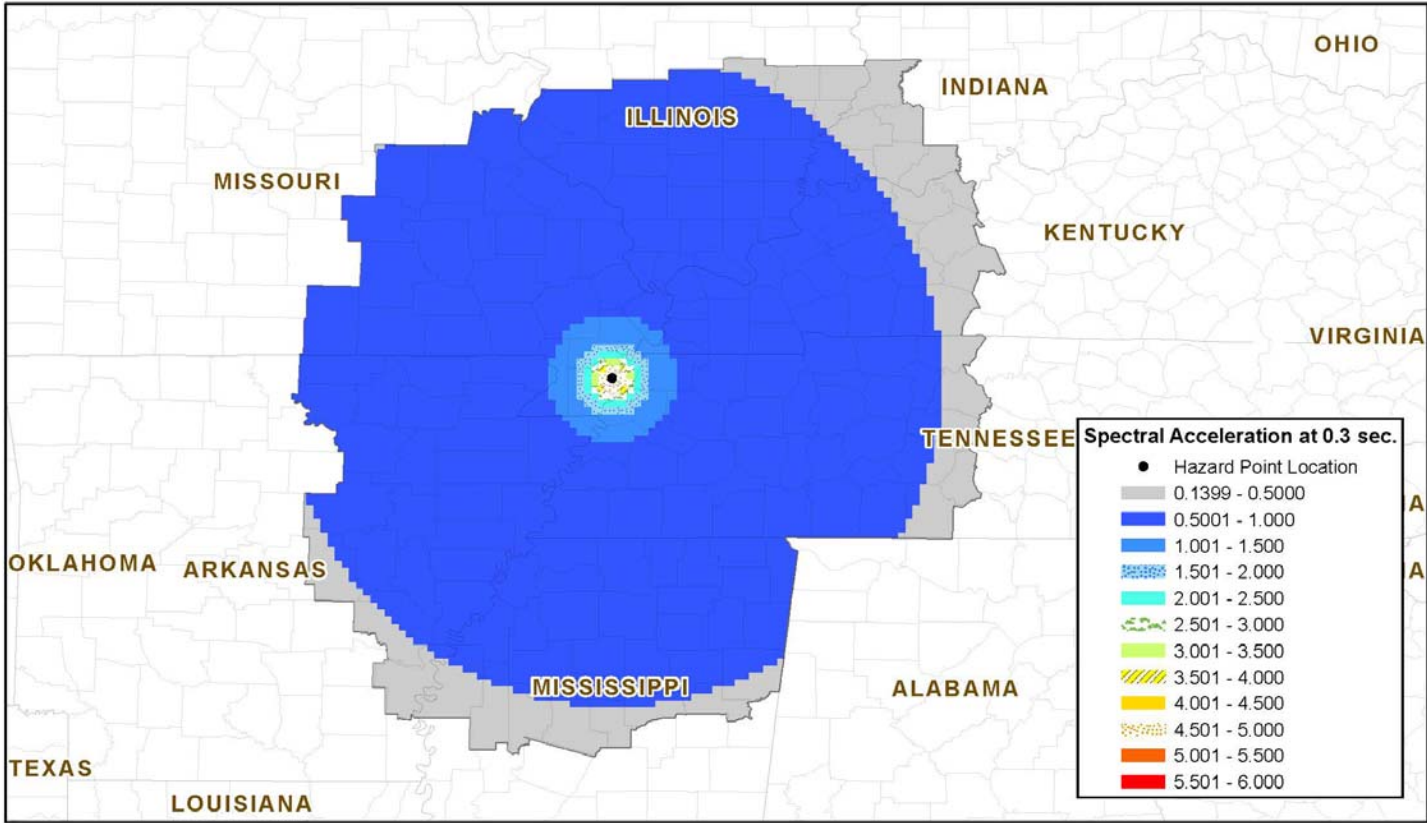 OHIO
INDIANA
ILLINOIS
MISSOURI
KENTUCKY
VIRGINIA
TENNESSEE
OKLAHOMA
ARKANSAS
MISSISSIPPI
ALABAMA
TEXAS
LOUISIANA
Spectral Acceleration at 0.3 sec.
Hazard Point Location
0.1399 - 0.5000
0.5001 - 1.000
1.001 - 1.500
1.501 - 2.000
2.001 - 2.500
2.501 - 3.000
3.001 - 3.500
3.501 - 4.000
4.001 - 4.500
4.501 - 5.000
5.001 - 5.500
5.501 - 6.000